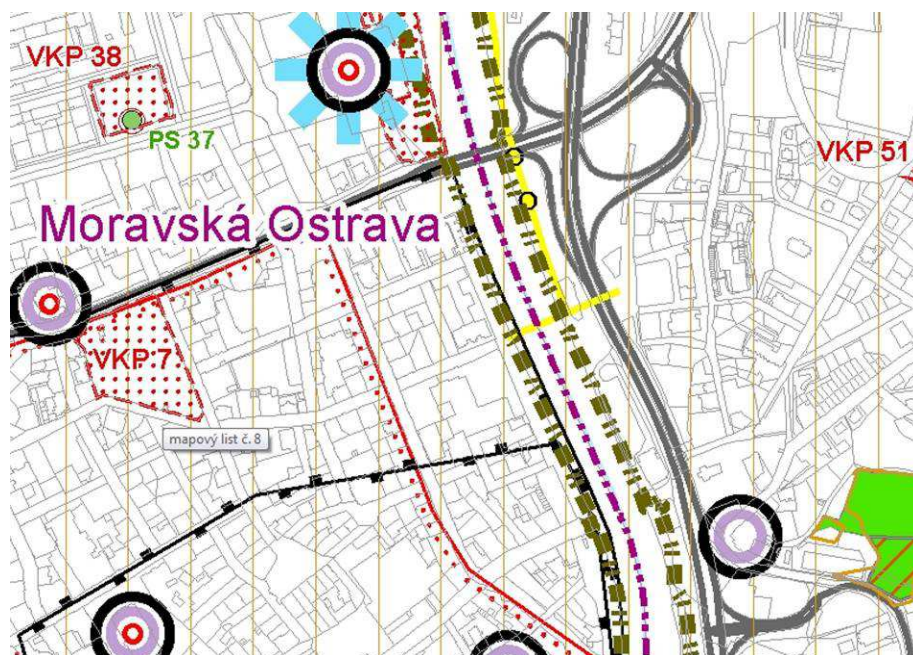 VKP 38
PS 37
VKP 51
Moravská Ostrava
VKP 7
mapový list č. 8